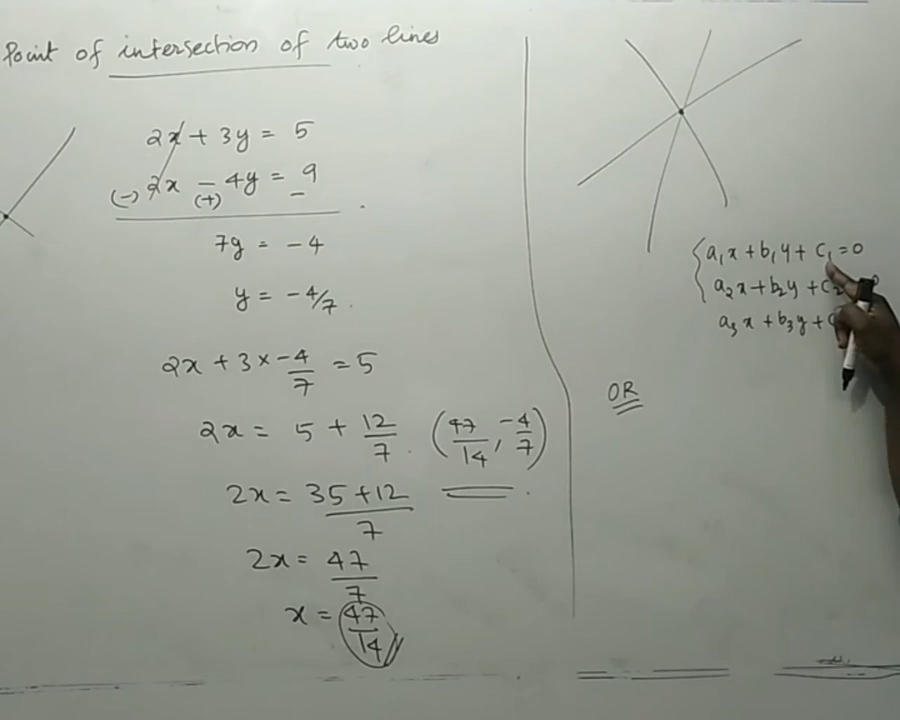 Point of intersection of two lines
2x + 3y = 5
(-) 2x - 4y = 9
(+) -
7y = -4
y = -4/7
2x + 3 × -4/7 = 5
2x = 5 + 12/7
(47/14, -4/7)
2x = 35+12/7
2x = 47/7
x = 47/14
a₁x + b₁y + c₁ = 0
a₂x + b₂y + c₂
a₃x + b₃y +
OR